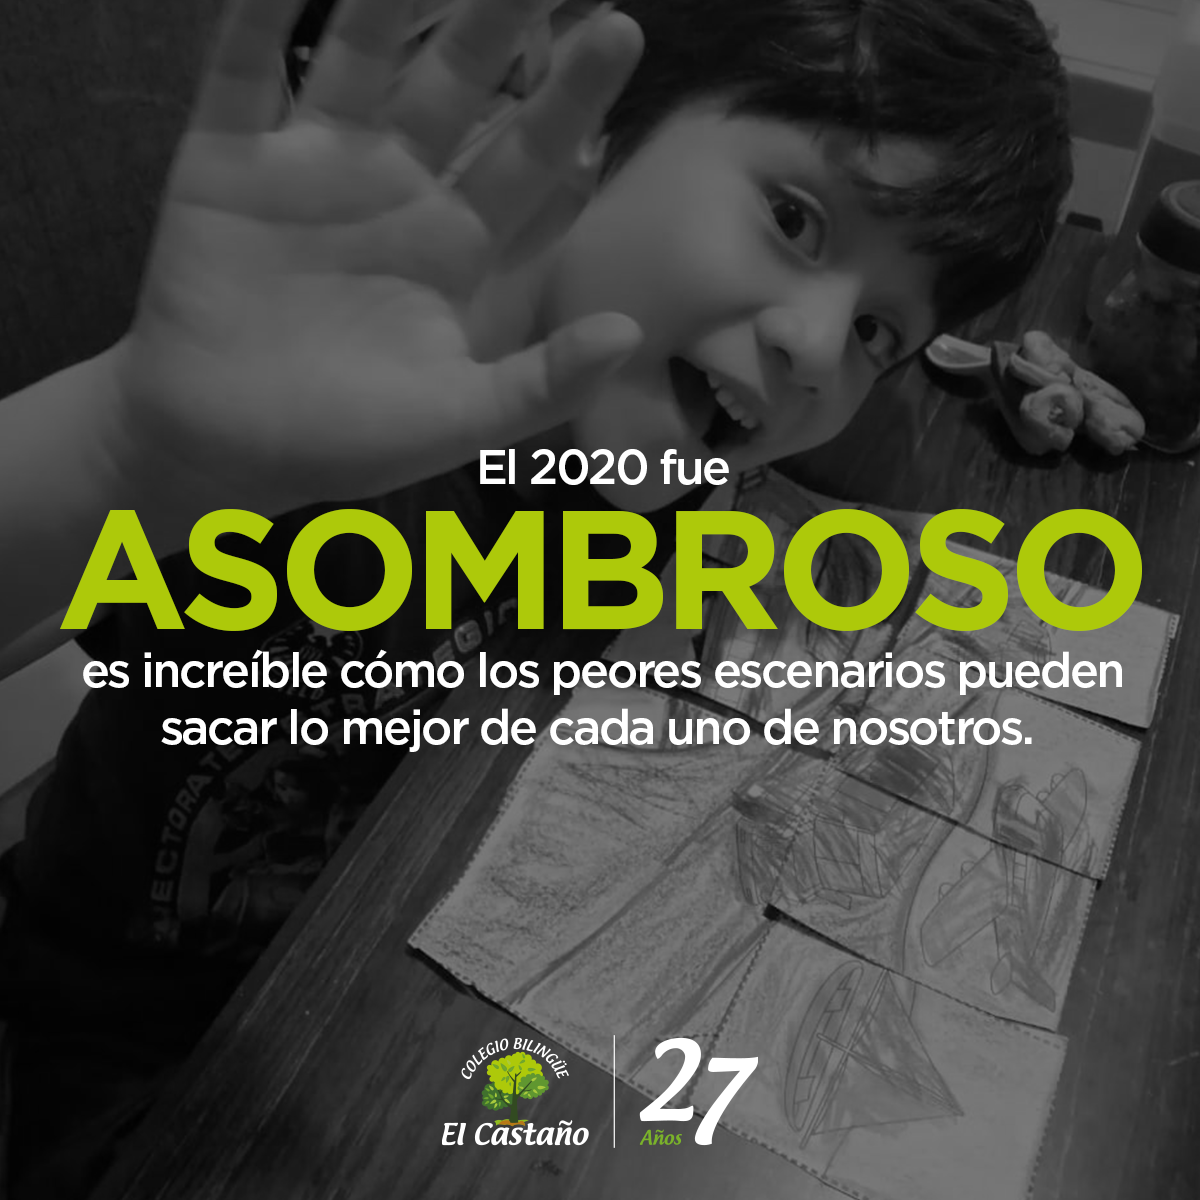 El 2020 fue
ASOMBROSO
es increíble cómo los peores escenarios pueden
sacar lo mejor de cada uno de nosotros.
COLEGIO BILINGÜE
El Castaño
27
Años